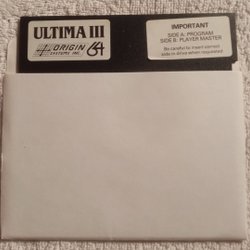 ULTIMA III
ORIGIN
SYSTEMS INC.
64
IMPORTANT
SIDE A: PROGRAM
SIDE B: PLAYER MASTER
Be careful to insert correct
side in drive when requested.